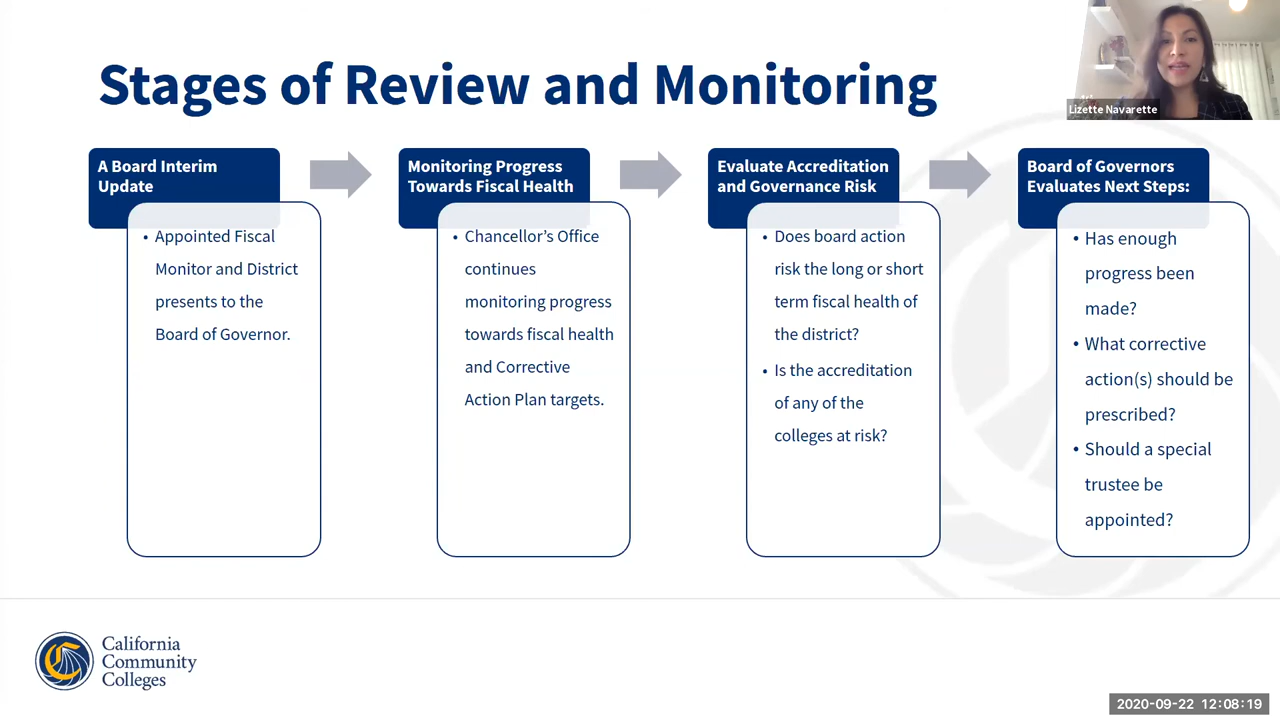 Stages of Review and Monitoring
Lizette Navarette
A Board Interim
Update
• Appointed Fiscal
Monitor and District
presents to the
Board of Governor.
Monitoring Progress
Towards Fiscal Health
• Chancellor’s Office
continues
monitoring progress
towards fiscal health
and Corrective
Action Plan targets.
Evaluate Accreditation
and Governance Risk
• Does board action
risk the long or short
term fiscal health of
the district?
• Is the accreditation
of any of the
colleges at risk?
Board of Governors
Evaluates Next Steps:
• Has enough
progress been
made?
• What corrective
action(s) should be
prescribed?
• Should a special
trustee be
appointed?
California
Community
Colleges
2020-09-22 12:08:19